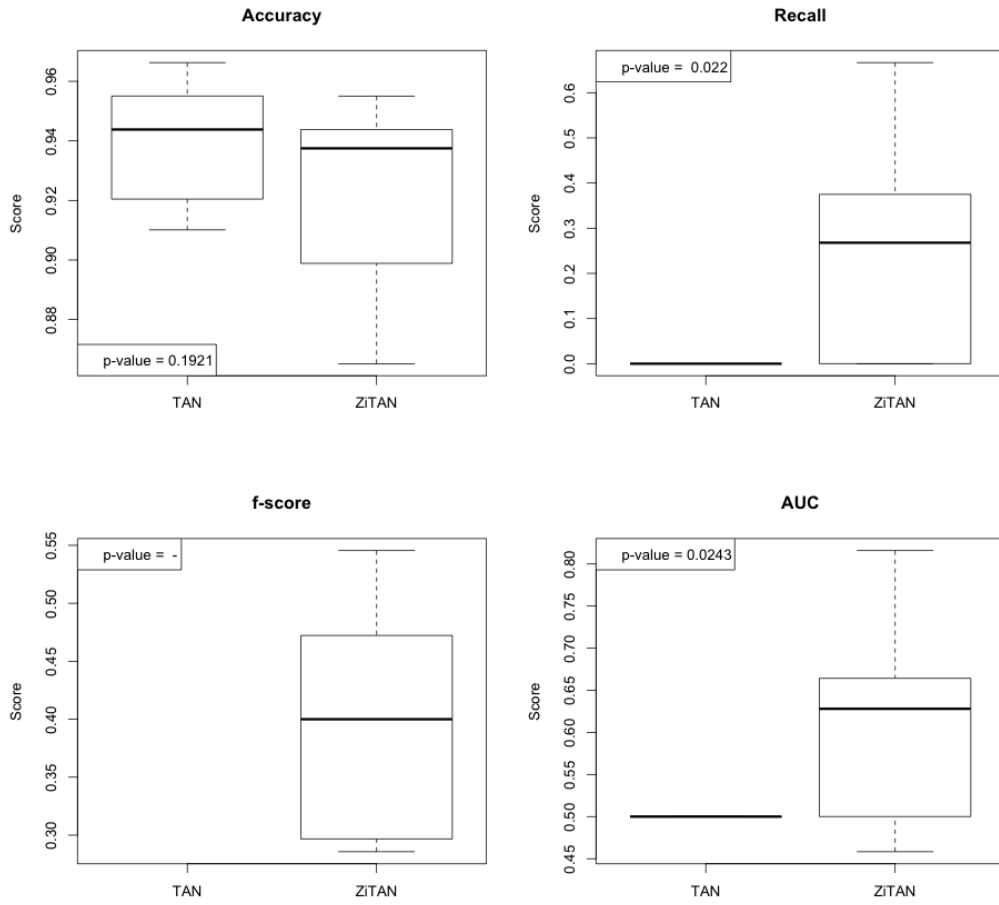 Accuracy
Score
0.96
0.94
0.92
0.90
0.88
p-value = 0.1921
TAN
ZiTAN
Recall
p-value = 0.022
Score
0.6
0.5
0.4
0.3
0.2
0.1
0.0
TAN
ZiTAN
f-score
p-value = -
Score
0.55
0.50
0.45
0.40
0.35
0.30
TAN
ZiTAN
AUC
p-value = 0.0243
Score
0.80
0.75
0.70
0.65
0.60
0.55
0.50
0.45
TAN
ZiTAN